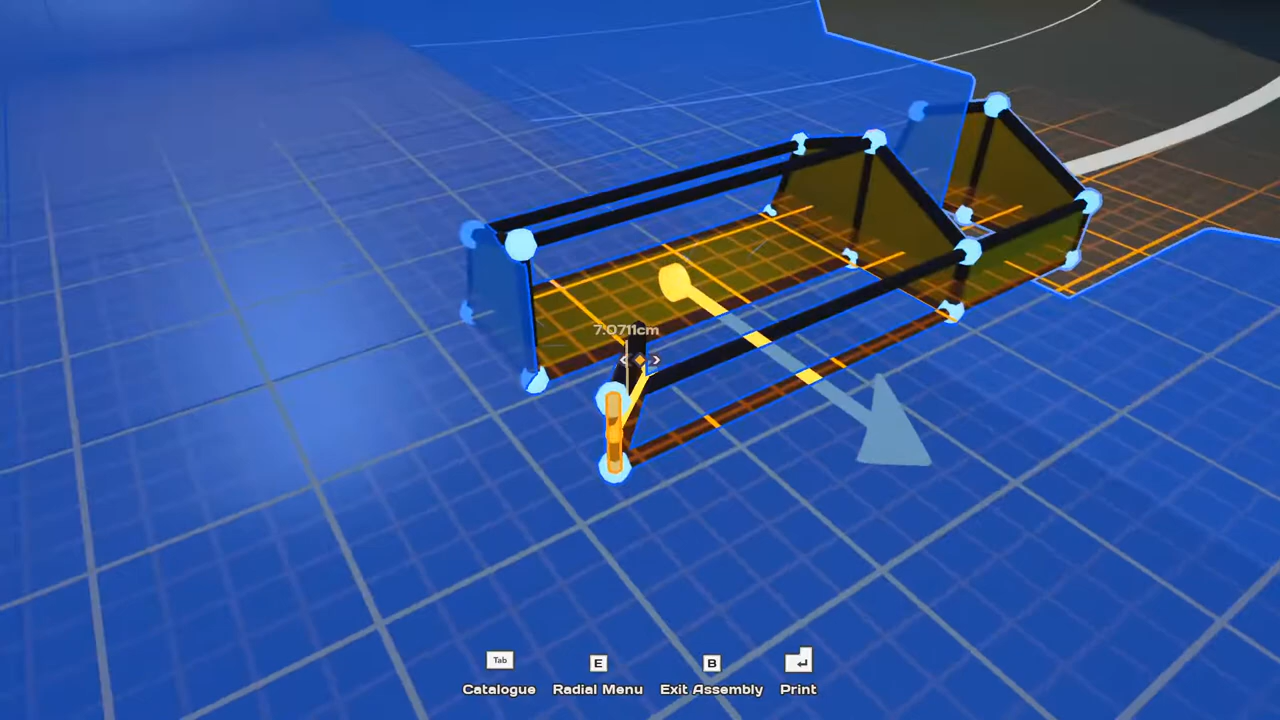 7.0711cm
Tab
E
B
Catalogue
Radial Menu
Exit Assembly
Print